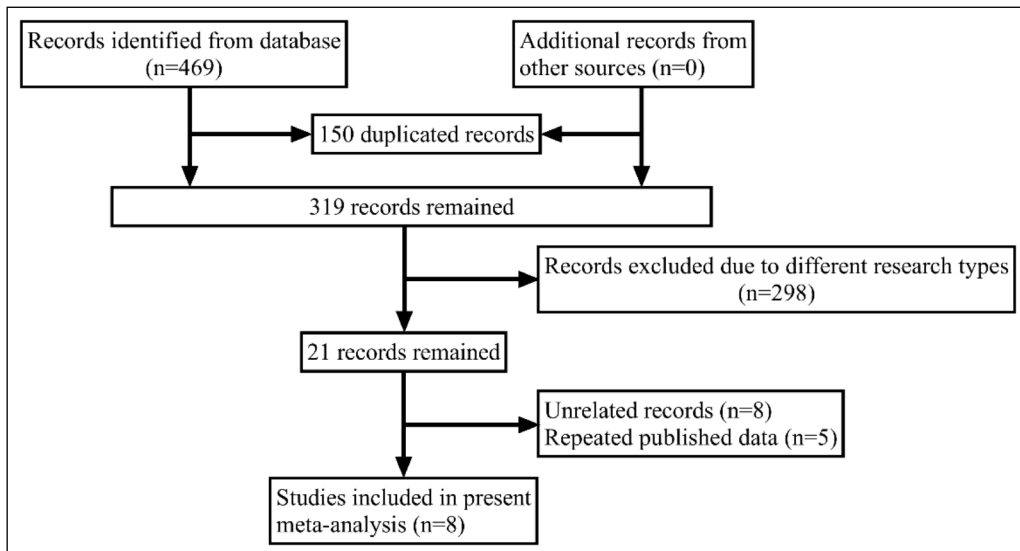 Records identified from database
(n=469)
Additional records from
other sources (n=0)
150 duplicated records
319 records remained
Records excluded due to different research types
(n=298)
21 records remained
Unrelated records (n=8)
Repeated published data (n=5)
Studies included in present
meta-analysis (n=8)